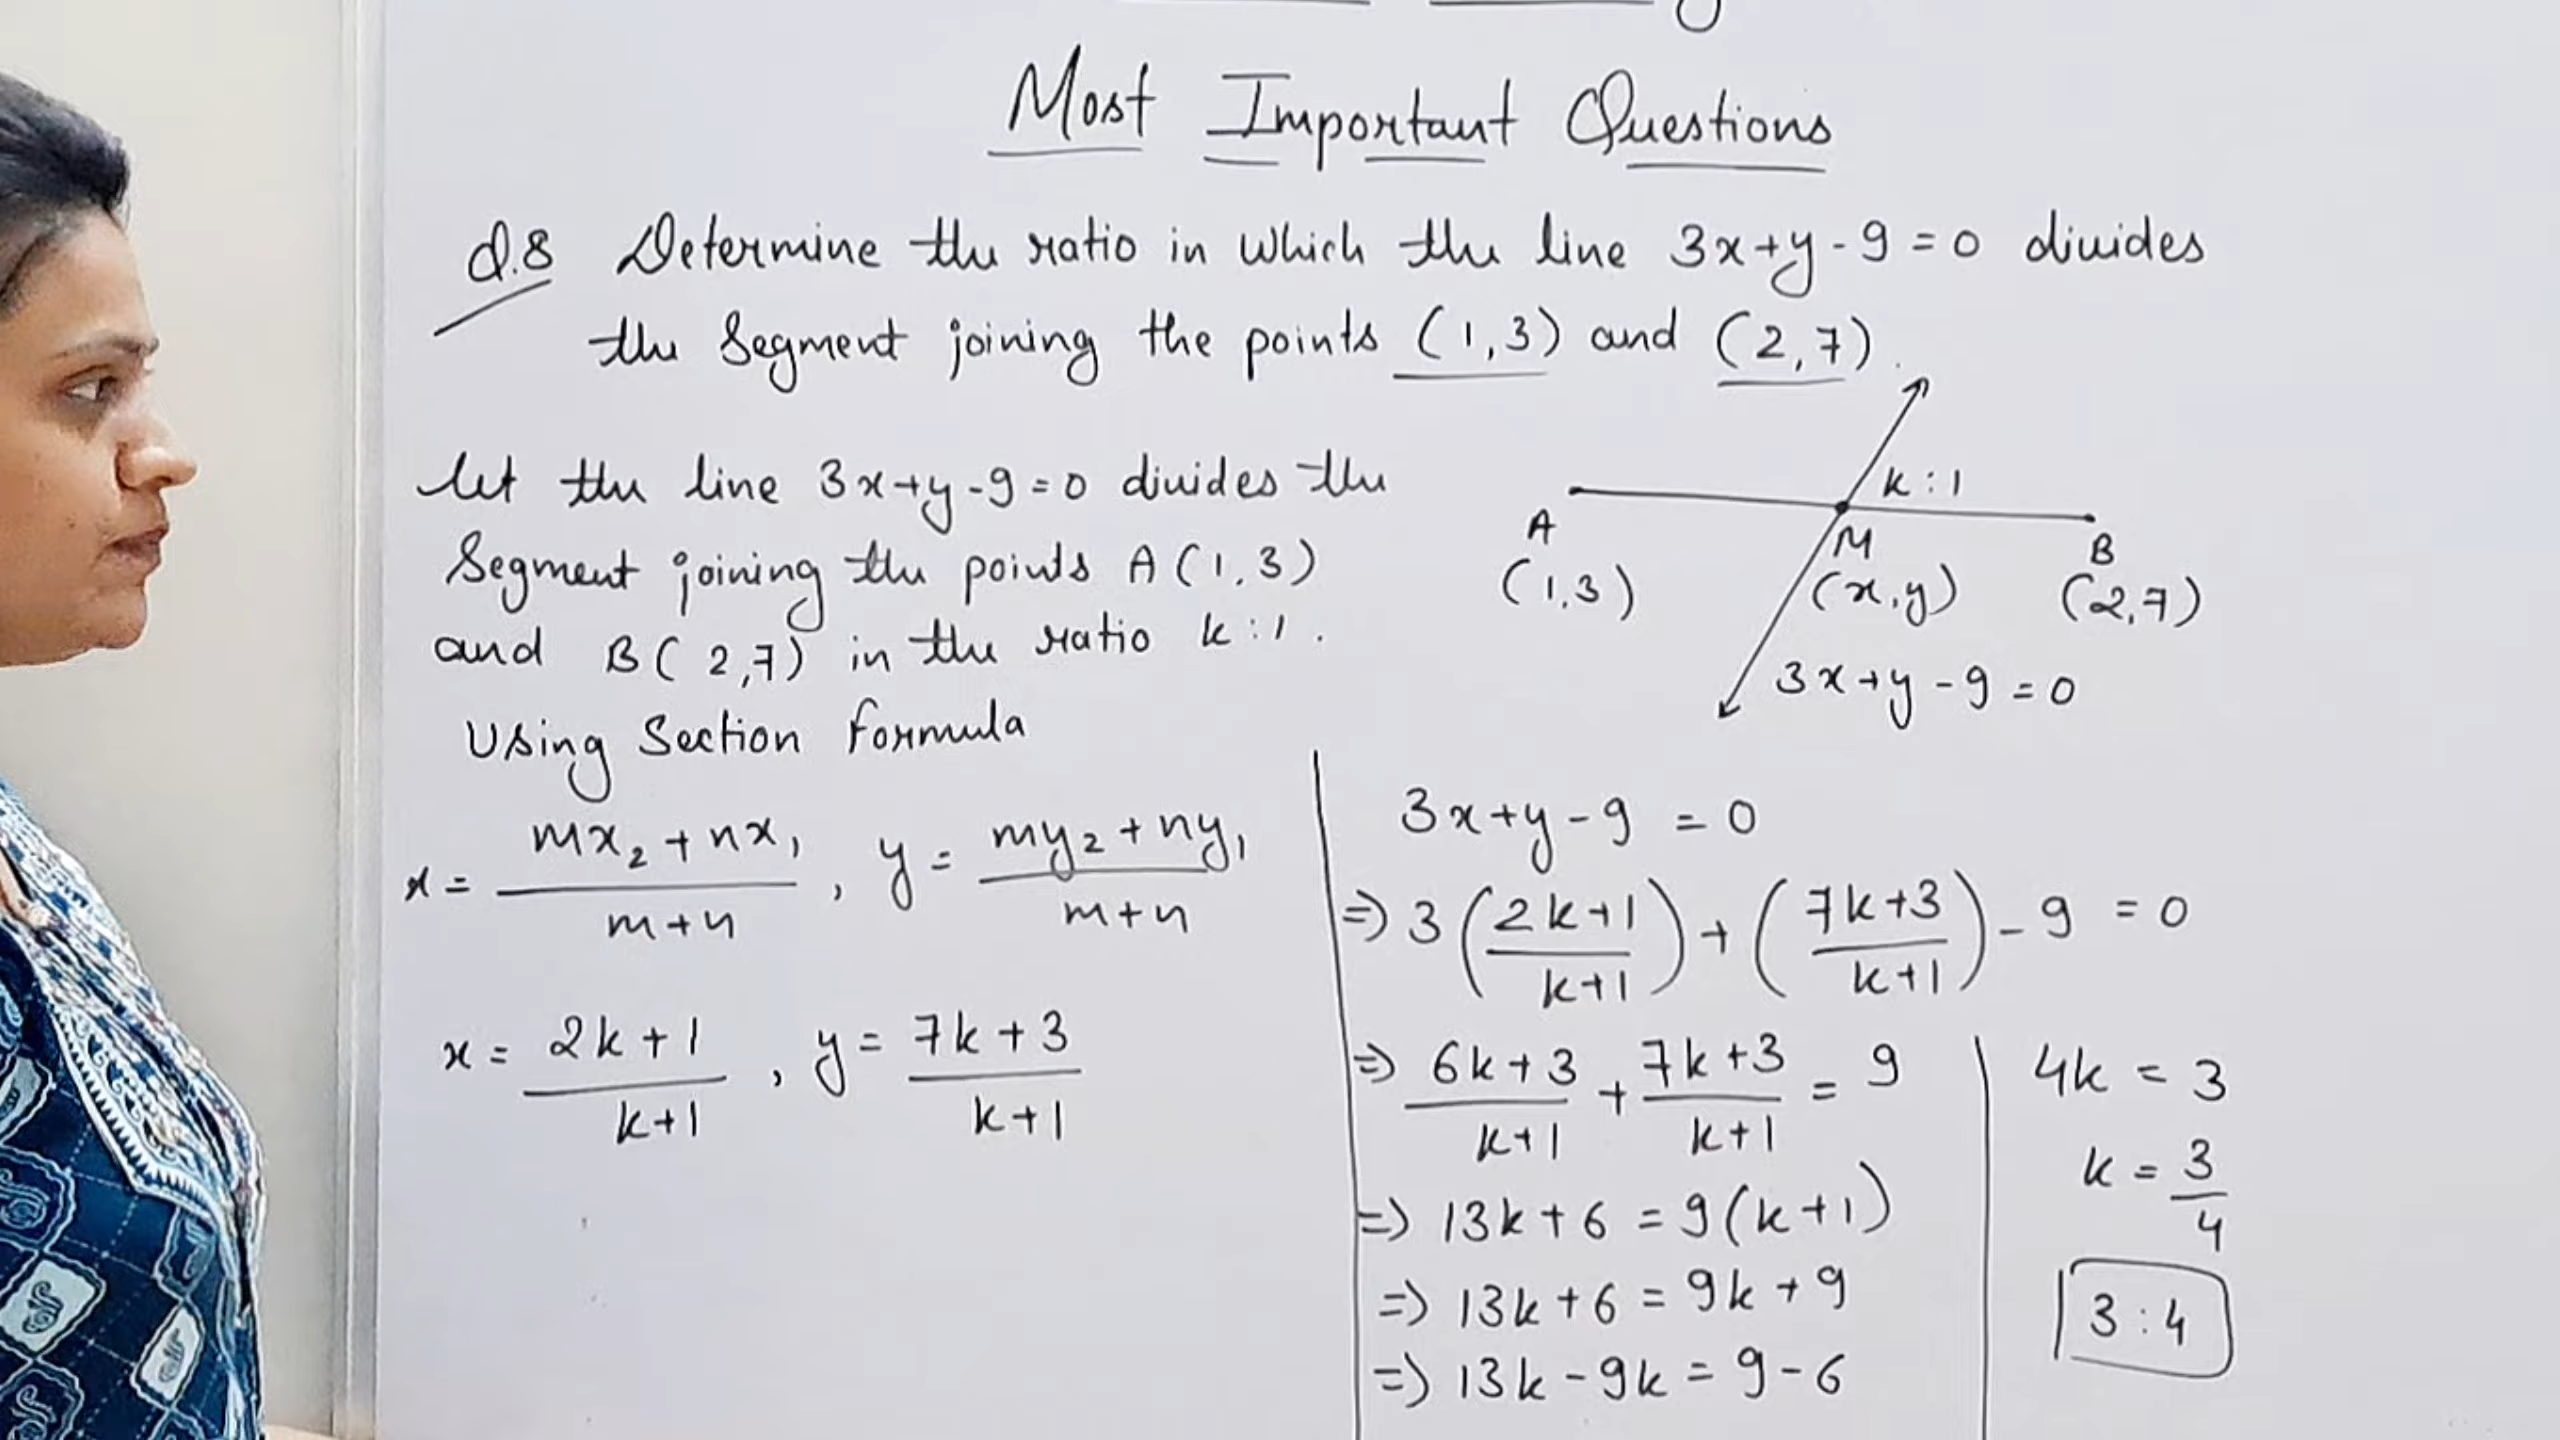 Most Important Questions
Q.8 Determine the ratio in which the line 3x+y-9=0 divides
the segment joining the points (1,3) and (2,7).
let the line 3x+y-9=0 divides the
segment joining the points A(1,3)
and B(2,7) in the ratio k:1.
Using Section formula
x = (mx₂+nx₁)/(m+n), y = (my₂+ny₁)/(m+n)
x = (2k+1)/(k+1), y = (7k+3)/(k+1)
k:1
A M B
(1,3) (x,y) (2,7)
3x+y-9=0
3x+y-9=0
⇒ 3((2k+1)/(k+1)) + ((7k+3)/(k+1)) - 9 = 0
⇒ (6k+3)/(k+1) + (7k+3)/(k+1) = 9
⇒ 13k+6 = 9(k+1)
⇒ 13k+6 = 9k+9
⇒ 13k-9k = 9-6
4k = 3
k = 3/4
3:4